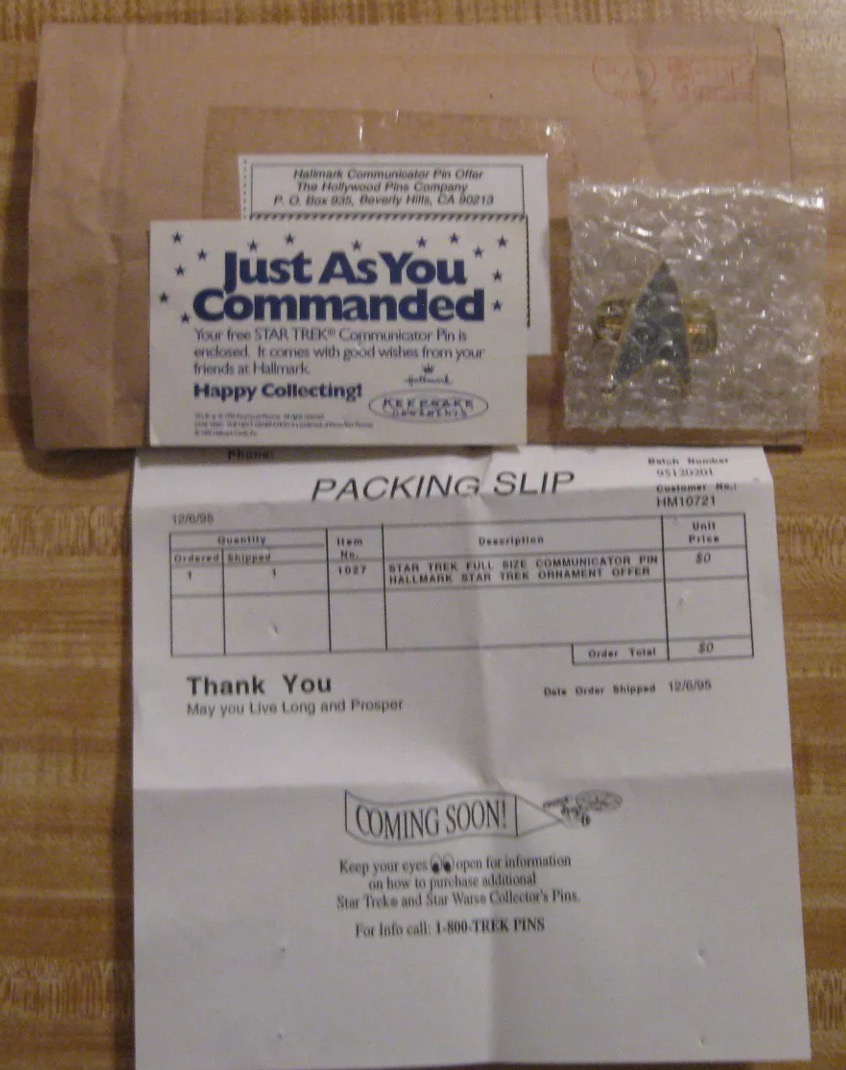 Hallmark Communicator Pin Offer
The Hollywood Pins Company
P. O. Box 935, Beverly Hills, CA 90213
Just As You
Commanded
Your free STAR TREK® Communicator Pin is
enclosed. It comes with good wishes from your
friends at Hallmark.
Happy Collecting!
Hallmark
KEEPSAKE
ORNAMENTS
Phone:
PACKING SLIP
Batch Number
95120201
Customer No.:
HM10721
12/6/95
Quantity
Item
No.
Description
Unit
Price
Ordered Shipped
1 1 1027 STAR TREK FULL SIZE COMMUNICATOR PIN $0
HALLMARK STAR TREK ORNAMENT OFFER
Order Total $0
Thank You
May you Live Long and Prosper
Date Order Shipped 12/6/95
COMING SOON!
Keep your eyes open for information
on how to purchase additional
Star Trek® and Star Wars® Collector's Pins.
For Info call: 1-800-TREK PINS